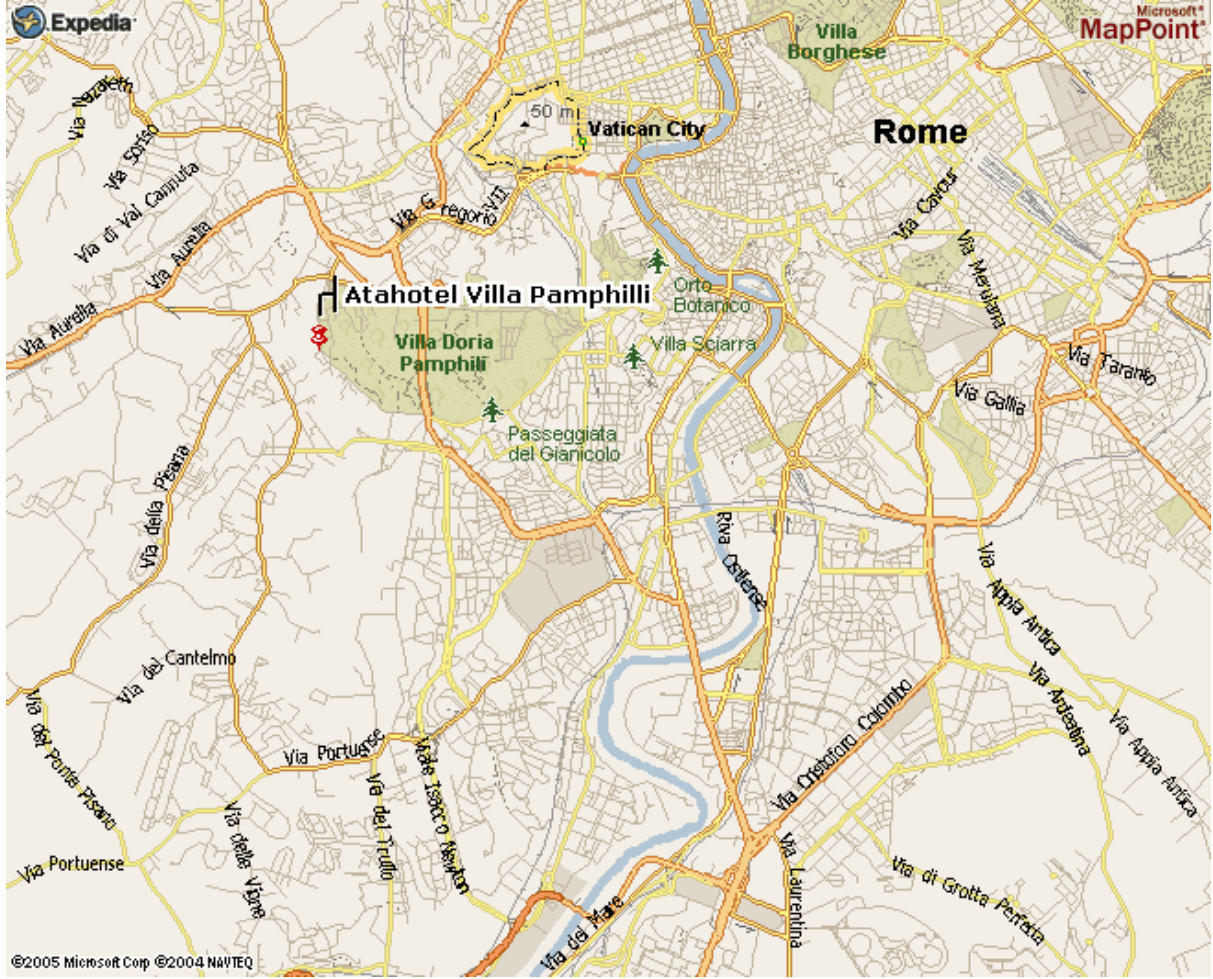 Expedia
Microsoft
MapPoint
Villa
Borghese
50 m
Vatican City
Rome
Via Nazareth
Via Soriso
Via di Val Cannuta
Via Aurelia
Via Aurelia
Via Gregorio VII
Via Cavour
Via Merulana
Orto
Botanico
Atahotel Villa Pamphilli
Villa Doria
Pamphili
Villa Sciarra
Via Taranto
Via Gallia
Passeggiata
del Gianicolo
Via della Pisana
Riva Ostiense
Via Appia Antica
Via del Cantelmo
Via Ardeatina
Via Appia Antica
Via Cristoforo Colombo
Via del Ponte Pisano
Via Portuense
Viale Isacco Newton
Via del Trullo
Via delle Vigne
Via Portuense
Via Laurentina
Via di Grotta Perfetta
Via del Mare
©2005 Microsoft Corp ©2004 NAVTEQ